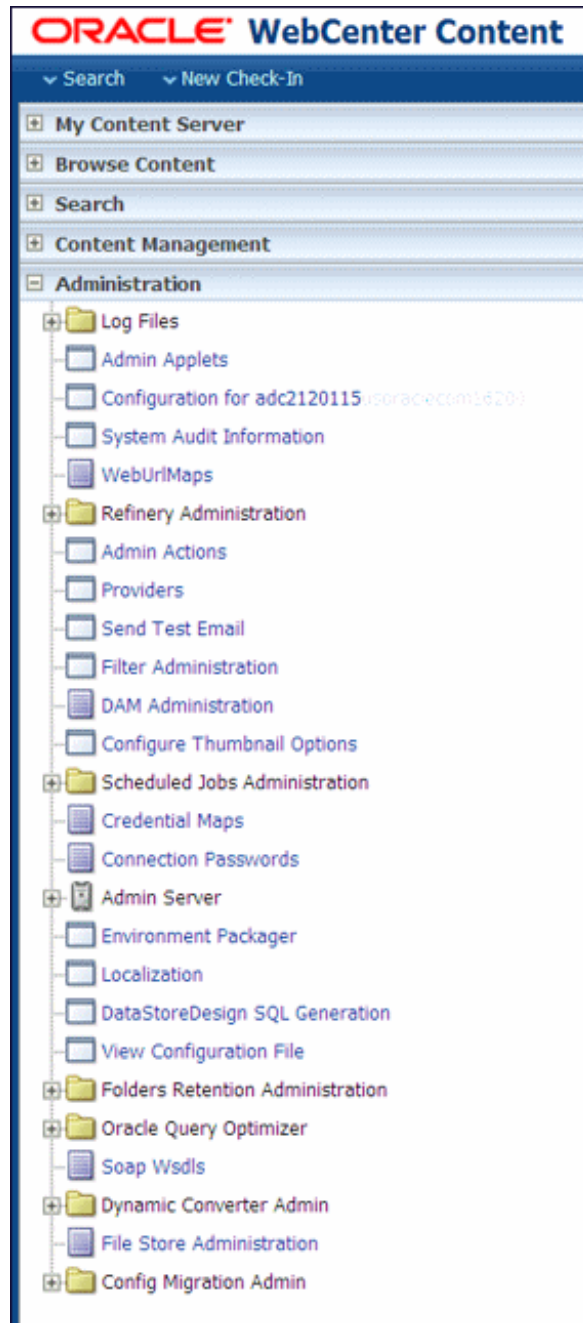 ORACLE WebCenter Content
Search New Check-In
My Content Server
Browse Content
Search
Content Management
Administration
Log Files
Admin Applets
Configuration for adc2120115
System Audit Information
WebUrlMaps
Refinery Administration
Admin Actions
Providers
Send Test Email
Filter Administration
DAM Administration
Configure Thumbnail Options
Scheduled Jobs Administration
Credential Maps
Connection Passwords
Admin Server
Environment Packager
Localization
DataStoreDesign SQL Generation
View Configuration File
Folders Retention Administration
Oracle Query Optimizer
Soap Wsdls
Dynamic Converter Admin
File Store Administration
Config Migration Admin